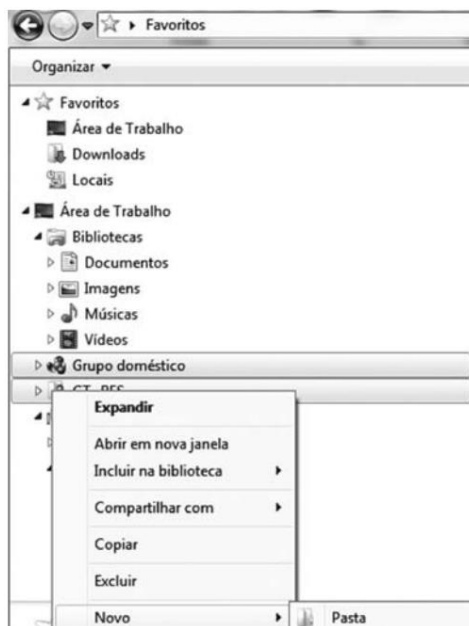 Favoritos
Organizar
Favoritos
Área de Trabalho
Downloads
Locais
Área de Trabalho
Bibliotecas
Documentos
Imagens
Músicas
Vídeos
Grupo doméstico
Expandir
Abrir em nova janela
Incluir na biblioteca
Compartilhar com
Copiar
Excluir
Novo
Pasta